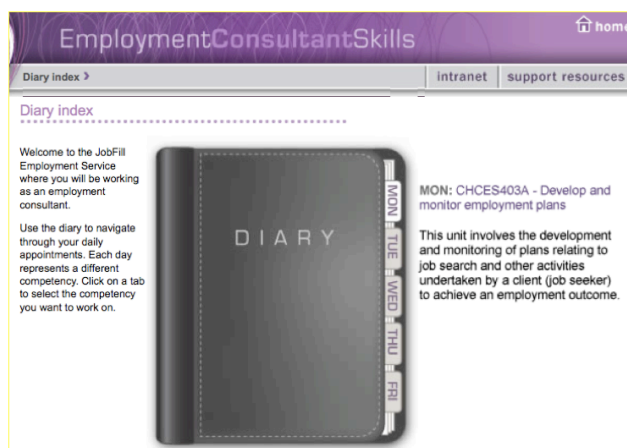 EmploymentConsultantSkills
home
Diary index >
intranet
support resources
Diary index
Welcome to the JobFill
Employment Service
where you will be working
as an employment
consultant.
Use the diary to navigate
through your daily
appointments. Each day
represents a different
competency. Click on a tab
to select the competency
you want to work on.
DIARY
MON
TUE
WED
THU
FRI
MON: CHCES403A - Develop and
monitor employment plans
This unit involves the development
and monitoring of plans relating to
job search and other activities
undertaken by a client (job seeker)
to achieve an employment outcome.